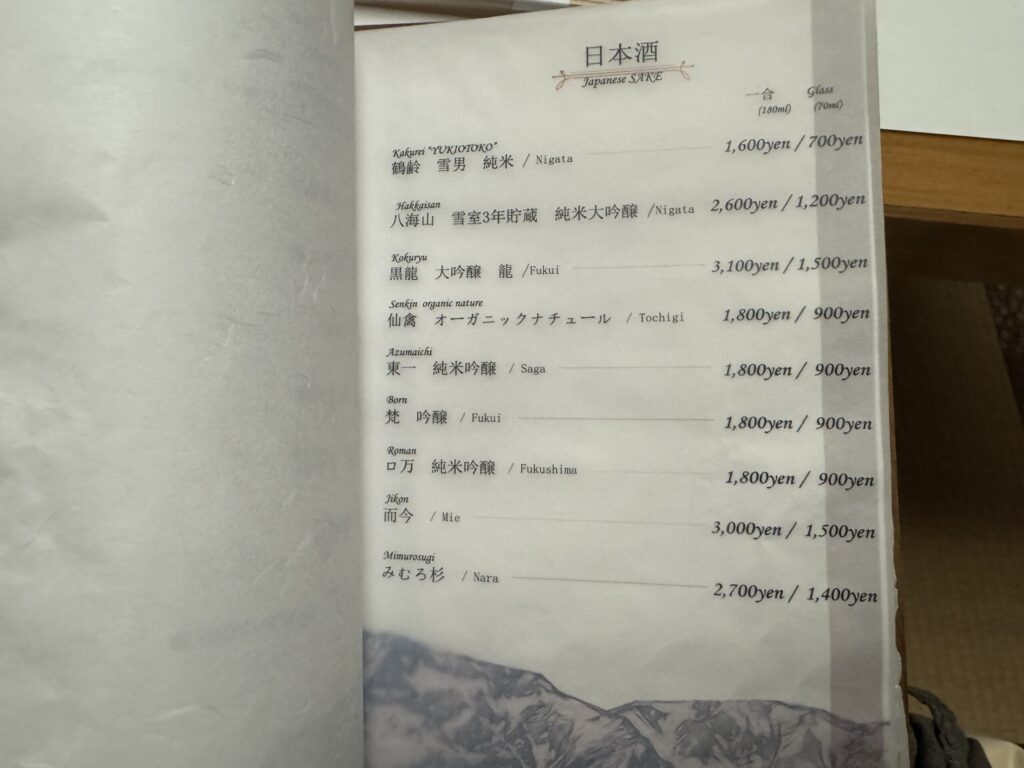 日本酒
Japanese SAKE
一合 Glass
(180ml) (70ml)
Kakurei "YUKIOTOKO"
鶴齢 雪男 純米 / Nigata 1,600yen / 700yen
Hakkaisan
八海山 雪室3年貯蔵 純米大吟醸 /Nigata 2,600yen / 1,200yen
Kokuryu
黒龍 大吟醸 龍 /Fukui 3,100yen / 1,500yen
Senkin organic nature
仙禽 オーガニックナチュール / Tochigi 1,800yen / 900yen
Azumaichi
東一 純米吟醸 / Saga 1,800yen / 900yen
Born
梵 吟醸 / Fukui 1,800yen / 900yen
Roman
ロ万 純米吟醸 / Fukushima 1,800yen / 900yen
Jikon
而今 / Mie 3,000yen / 1,500yen
Mimurosugi
みむろ杉 / Nara 2,700yen / 1,400yen